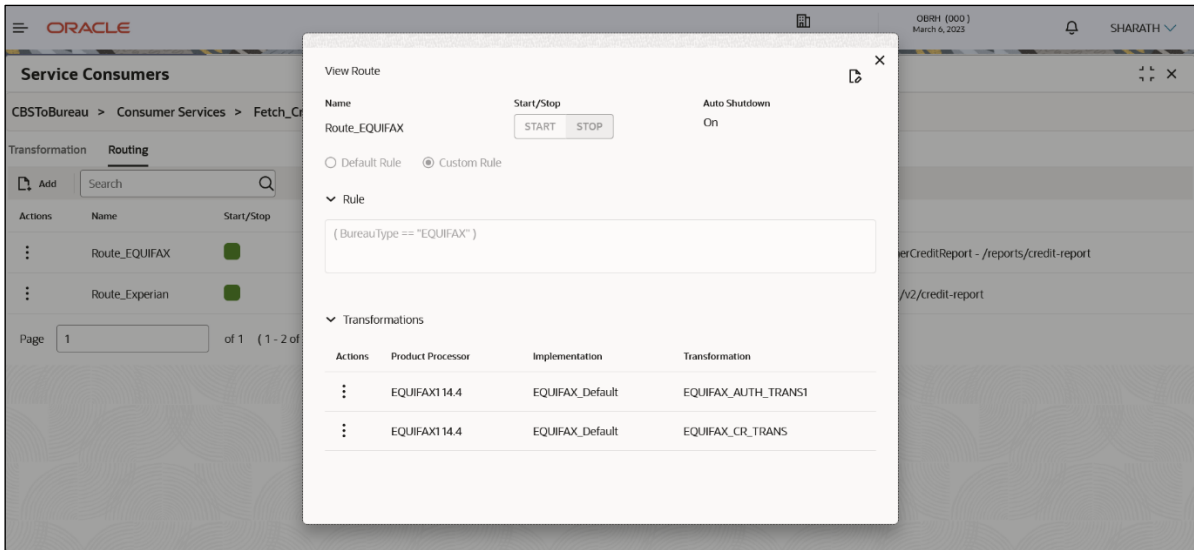 ORACLE
OBRH (000)
March 6, 2023
SHARATH
Service Consumers
CBSToBureau > Consumer Services > Fetch_Cr
Transformation Routing
Add Search
Actions Name Start/Stop
Route_EQUIFAX erCreditReport - /reports/credit-report
Route_Experian /v2/credit-report
Page 1 of 1 (1 - 2 of
View Route
Name Start/Stop Auto Shutdown
Route_EQUIFAX START STOP On
Default Rule Custom Rule
Rule
( BureauType == "EQUIFAX" )
Transformations
Actions Product Processor Implementation Transformation
EQUIFAX1 14.4 EQUIFAX_Default EQUIFAX_AUTH_TRANS1
EQUIFAX1 14.4 EQUIFAX_Default EQUIFAX_CR_TRANS